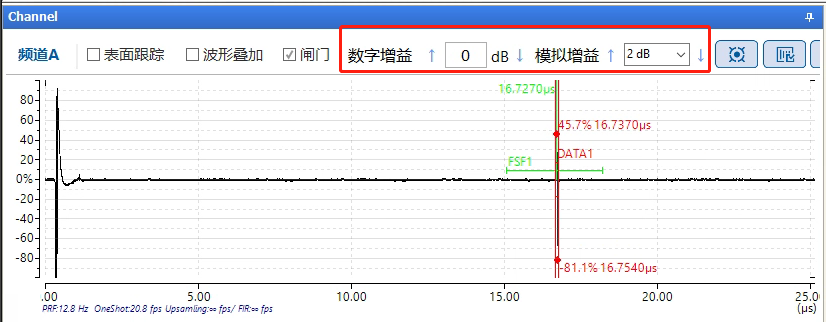 Channel
频道A 表面跟踪 波形叠加 闸门 数字增益 ↑ 0 dB ↓ 模拟增益 ↑ 2 dB ↓
16.7270µs
80
60
45.7% 16.7370µs
40
20
FSF1 DATA1
0%
-20
-40
-60
-80
-81.1% 16.7540µs
.00 5.00 10.00 15.00 20.00 25.0
PRF:12.8 Hz OneShot:20.8 fps Upsamling:∞ fps/ FIR:∞ fps (µs)